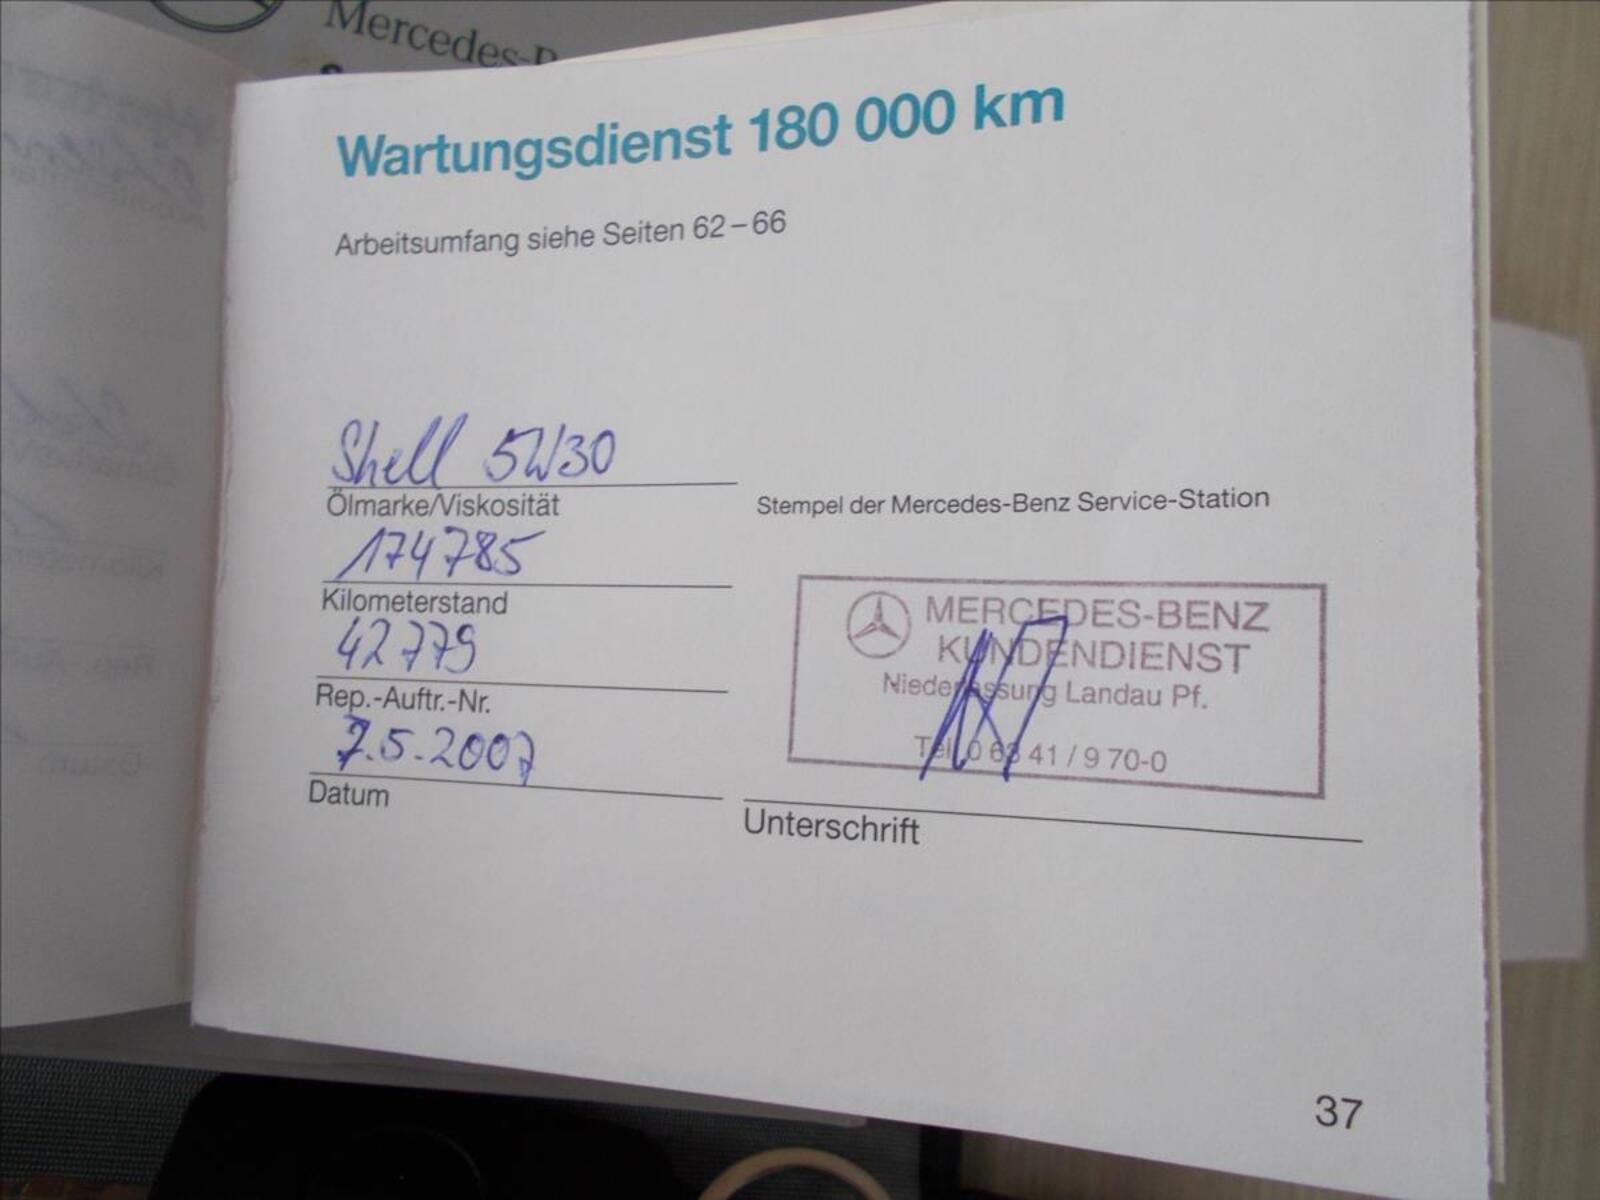 Mercedes-B
Wartungsdienst 180 000 km
Arbeitsumfang siehe Seiten 62–66
Shell 5W30
Ölmarke/Viskosität
Stempel der Mercedes-Benz Service-Station
174785
Kilometerstand
42779
Rep.-Auftr.-Nr.
7.5.2007
Datum
MERCEDES-BENZ
KUNDENDIENST
Niederlassung Landau Pf.
Tel. 0 63 41 / 9 70-0
Unterschrift
37